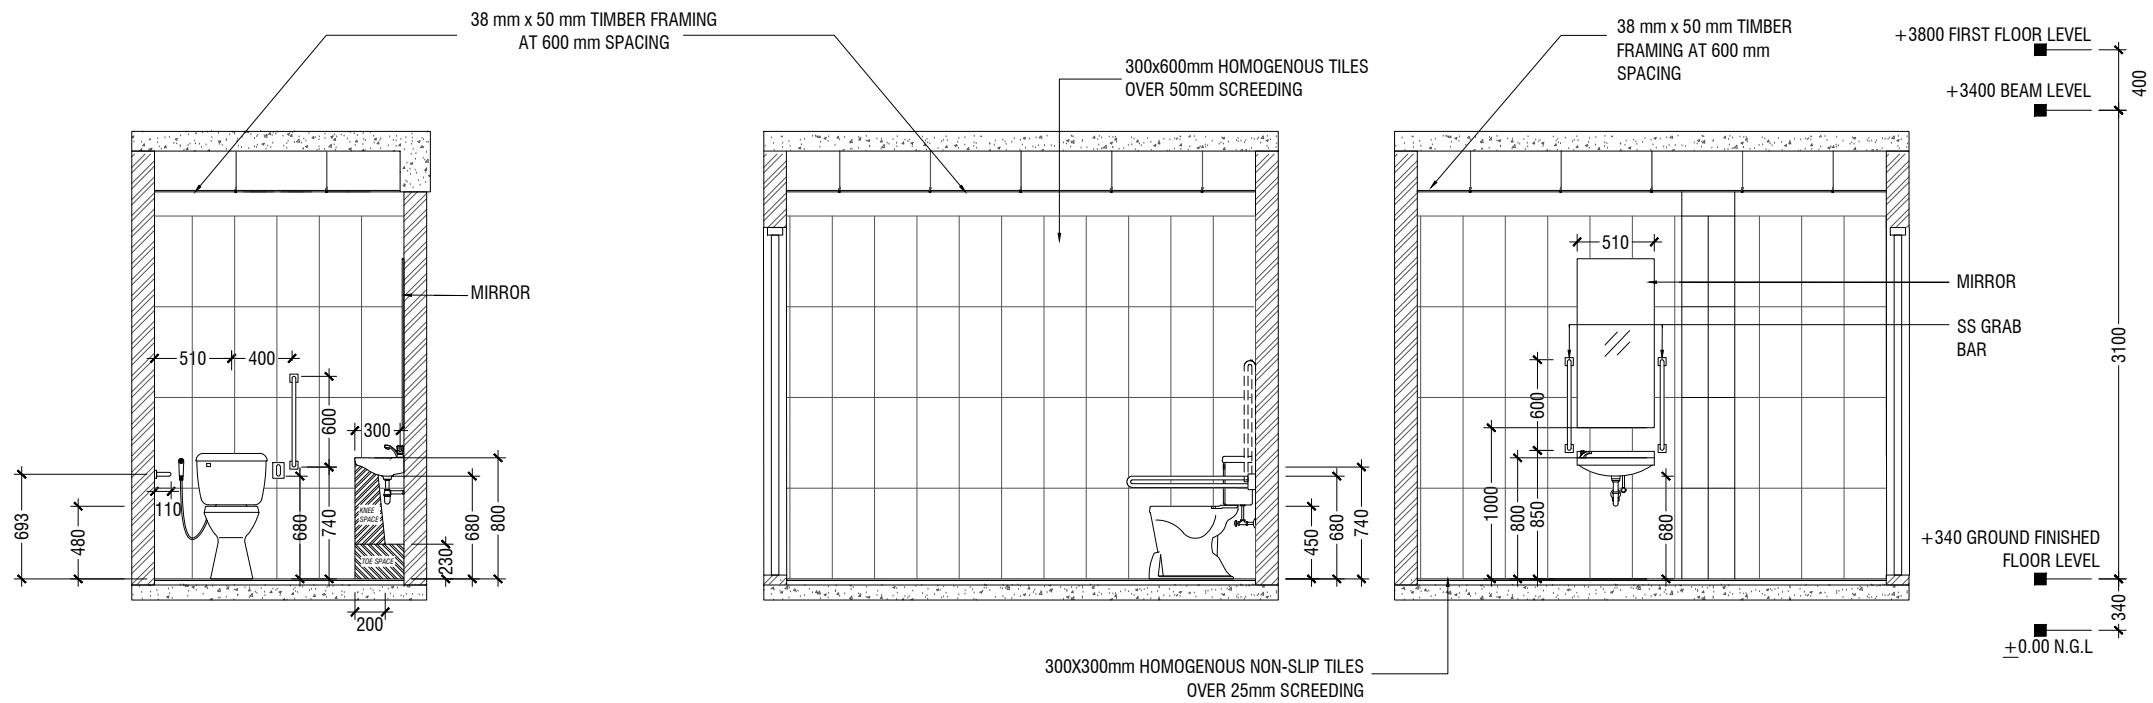 38 mm x 50 mm TIMBER FRAMING
AT 600 mm SPACING
300x600mm HOMOGENOUS TILES
OVER 50mm SCREEDING
38 mm x 50 mm TIMBER
FRAMING AT 600 mm
SPACING
+3800 FIRST FLOOR LEVEL
400
+3400 BEAM LEVEL
MIRROR
510
400
600
300
110
693
480
680
740
KNEE
SPACE
TOE SPACE
230
680
800
200
450
680
740
510
MIRROR
SS GRAB
BAR
600
1000
800
850
680
3100
+340 GROUND FINISHED
FLOOR LEVEL
340
±0.00 N.G.L
300X300mm HOMOGENOUS NON-SLIP TILES
OVER 25mm SCREEDING